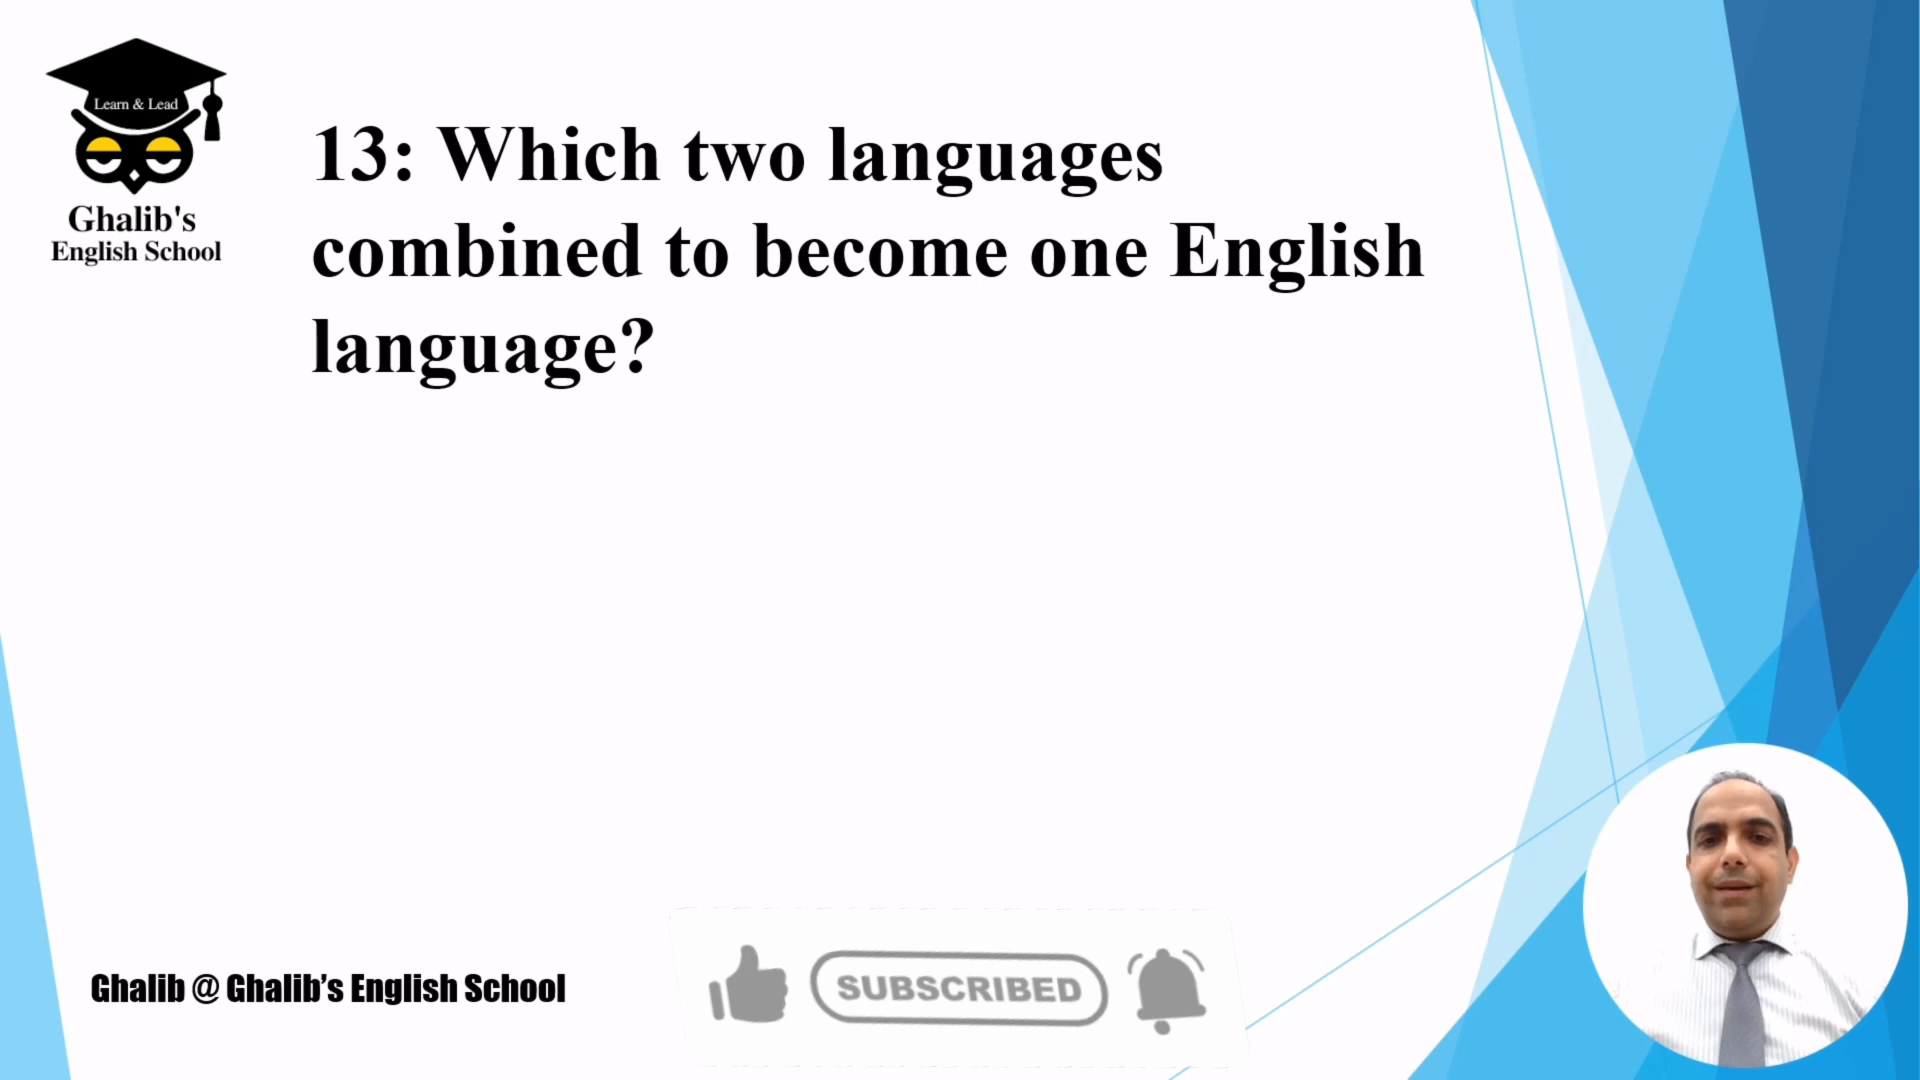 Learn & Lead
Ghalib's
English School
13: Which two languages
combined to become one English
language?
Ghalib @ Ghalib’s English School
SUBSCRIBED